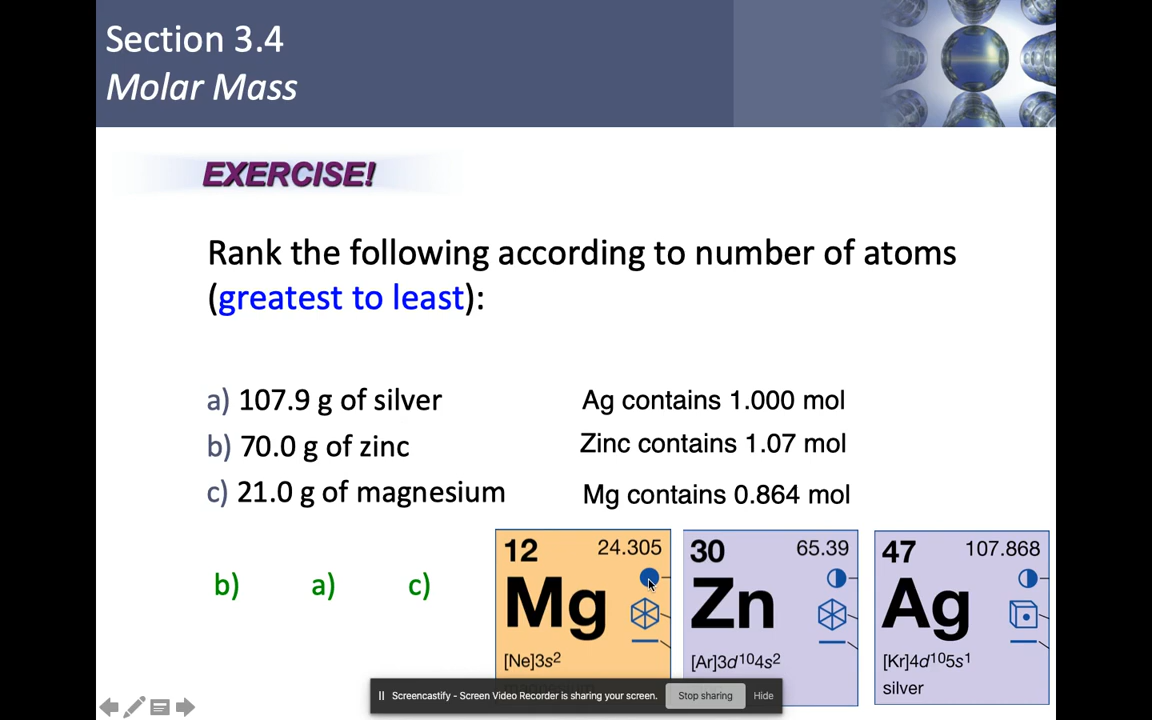 Section 3.4
Molar Mass
EXERCISE!
Rank the following according to number of atoms
(greatest to least):
a) 107.9 g of silver
Ag contains 1.000 mol
b) 70.0 g of zinc
Zinc contains 1.07 mol
c) 21.0 g of magnesium
Mg contains 0.864 mol
b) a) c)
12 24.305
Mg
[Ne]3s²
30 65.39
Zn
[Ar]3d¹⁰4s²
47 107.868
Ag
[Kr]4d¹⁰5s¹
silver
Screencastify - Screen Video Recorder is sharing your screen. Stop sharing Hide